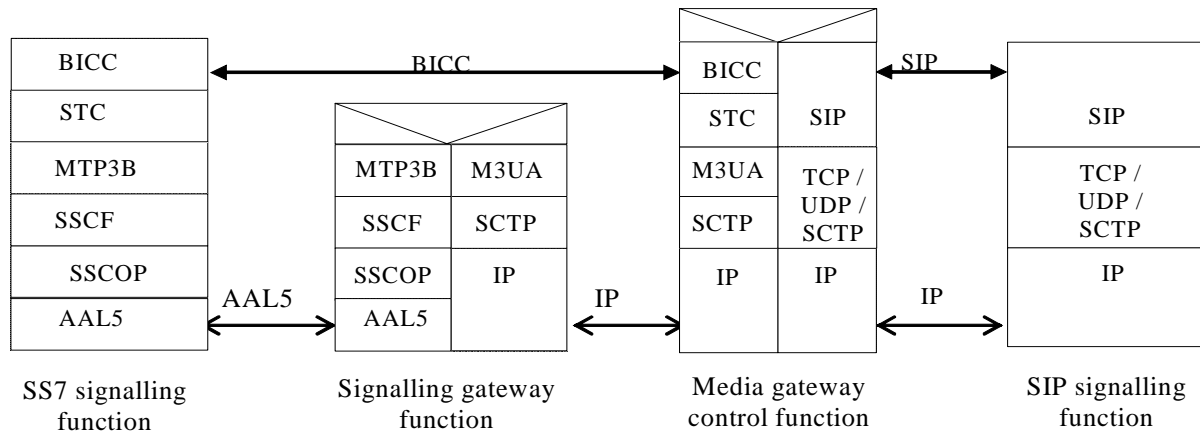 BICC
STC
MTP3B
SSCF
SSCOP
AAL5
SS7 signalling
function
BICC
AAL5
MTP3B
M3UA
SSCF
SCTP
SSCOP
IP
AAL5
Signalling gateway
function
IP
BICC
STC
SIP
M3UA
TCP /
UDP /
SCTP
SCTP
IP
IP
Media gateway
control function
SIP
IP
SIP
TCP /
UDP /
SCTP
IP
SIP signalling
function